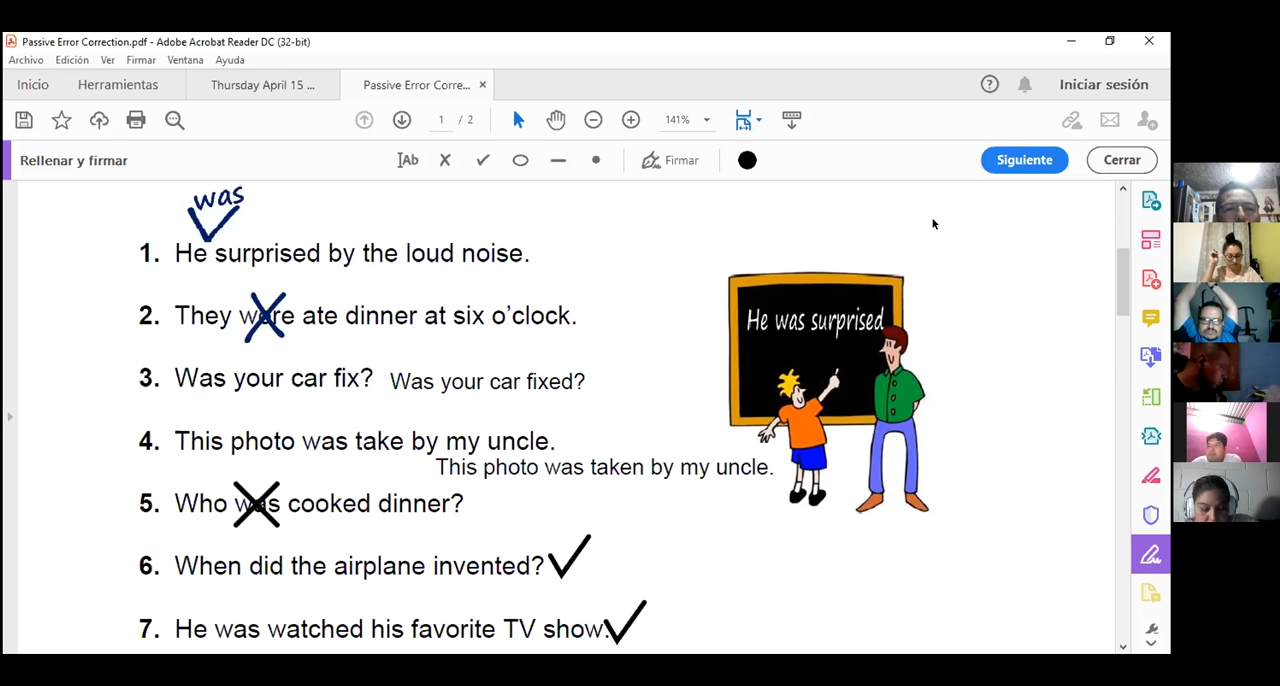 Passive Error Correction.pdf - Adobe Acrobat Reader DC (32-bit)
Archivo Edición Ver Firmar Ventana Ayuda
Inicio Herramientas Thursday April 15 ... Passive Error Corre... ×
Iniciar sesión
1 / 2 141%
Rellenar y firmar Ab Firmar Siguiente Cerrar
was
1. He surprised by the loud noise.
2. They were ate dinner at six o'clock.
3. Was your car fix? Was your car fixed?
4. This photo was take by my uncle.
This photo was taken by my uncle.
5. Who was cooked dinner?
6. When did the airplane invented?
7. He was watched his favorite TV show.
He was surprised